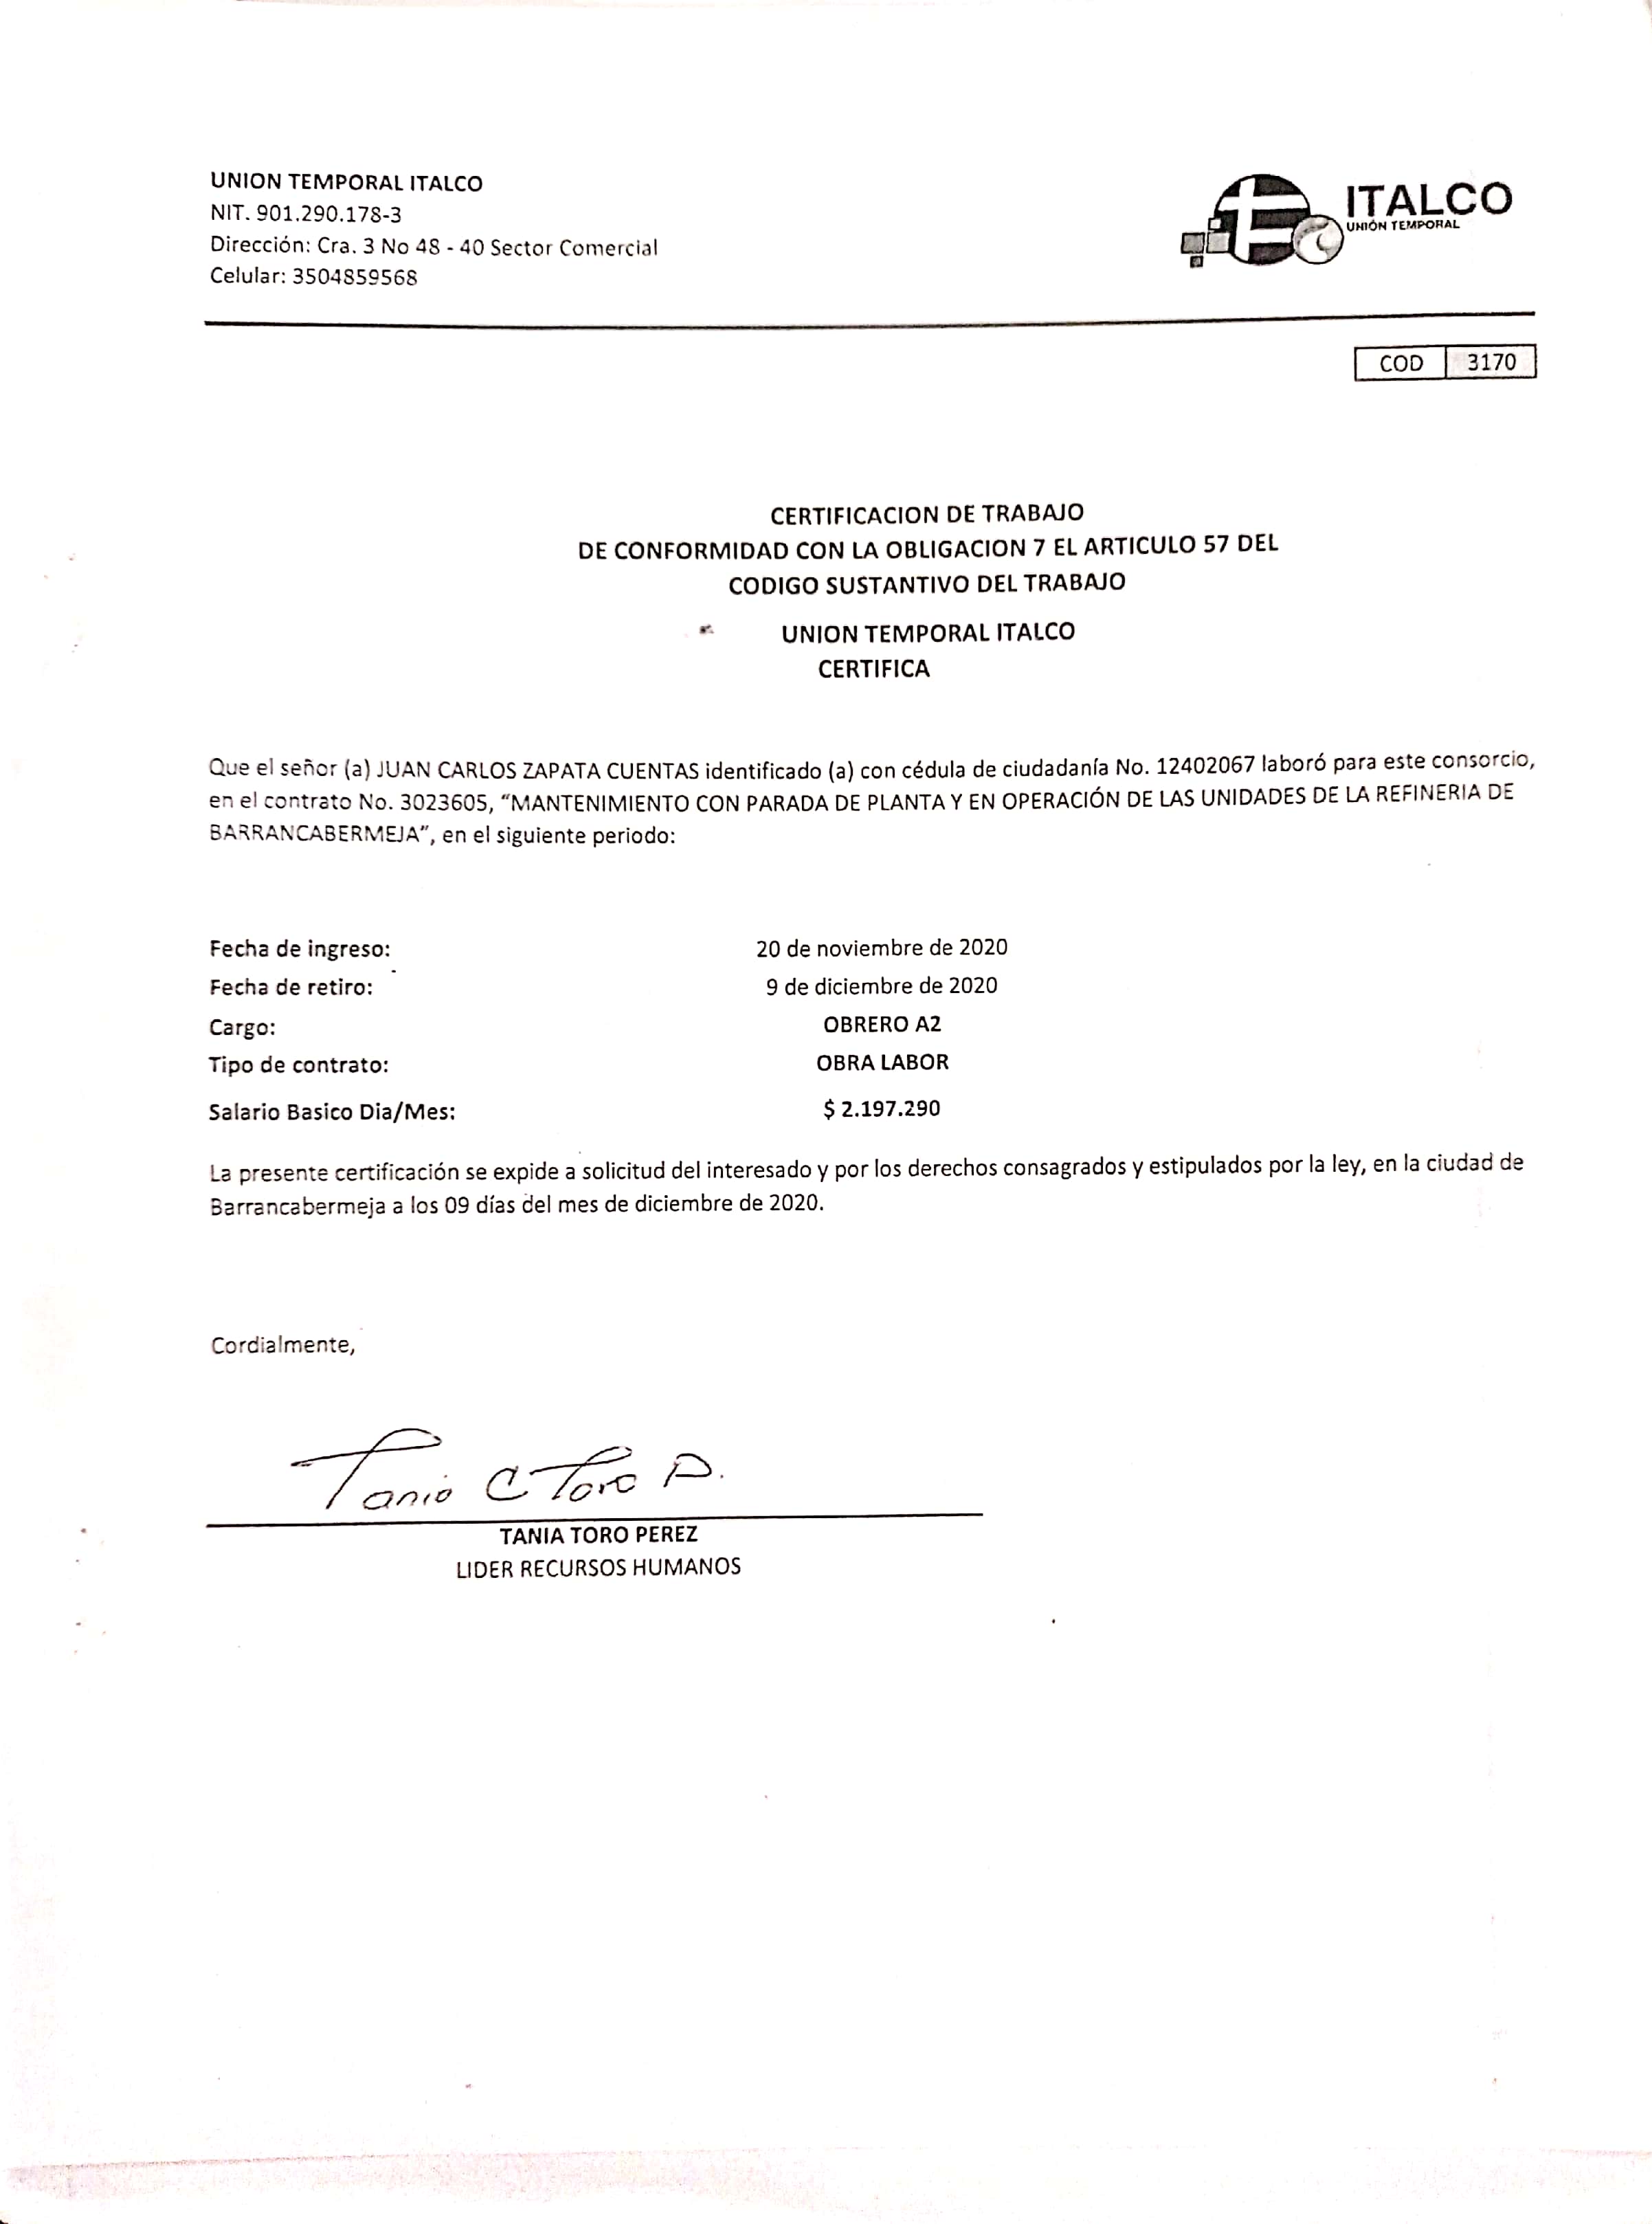 UNION TEMPORAL ITALCO
NIT. 901.290.178-3
Dirección: Cra. 3 No 48 - 40 Sector Comercial
Celular: 3504859568
ITALCO
UNIÓN TEMPORAL
COD 3170
CERTIFICACION DE TRABAJO
DE CONFORMIDAD CON LA OBLIGACION 7 EL ARTICULO 57 DEL
CODIGO SUSTANTIVO DEL TRABAJO
UNION TEMPORAL ITALCO
CERTIFICA
Que el señor (a) JUAN CARLOS ZAPATA CUENTAS identificado (a) con cédula de ciudadanía No. 12402067 laboró para este consorcio,
en el contrato No. 3023605, “MANTENIMIENTO CON PARADA DE PLANTA Y EN OPERACIÓN DE LAS UNIDADES DE LA REFINERIA DE
BARRANCABERMEJA”, en el siguiente periodo:
Fecha de ingreso: 20 de noviembre de 2020
Fecha de retiro: 9 de diciembre de 2020
Cargo: OBRERO A2
Tipo de contrato: OBRA LABOR
Salario Basico Dia/Mes: $ 2.197.290
La presente certificación se expide a solicitud del interesado y por los derechos consagrados y estipulados por la ley, en la ciudad de
Barrancabermeja a los 09 días del mes de diciembre de 2020.
Cordialmente,
Tania C Toro P.
TANIA TORO PEREZ
LIDER RECURSOS HUMANOS